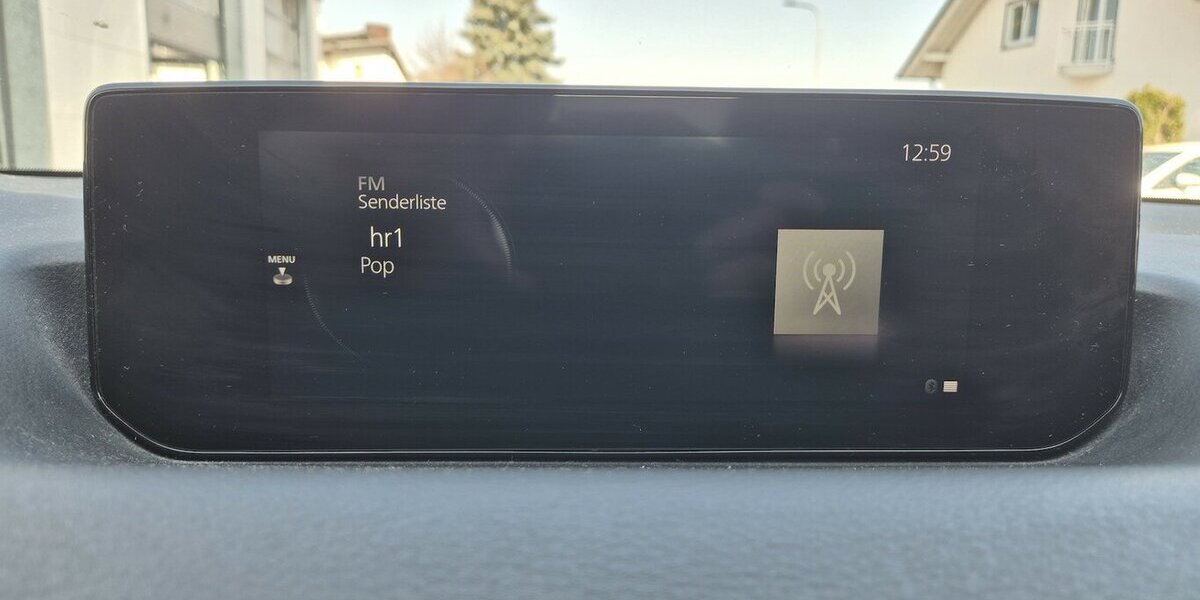 12:59
FM
Senderliste
hr1
Pop
MENU